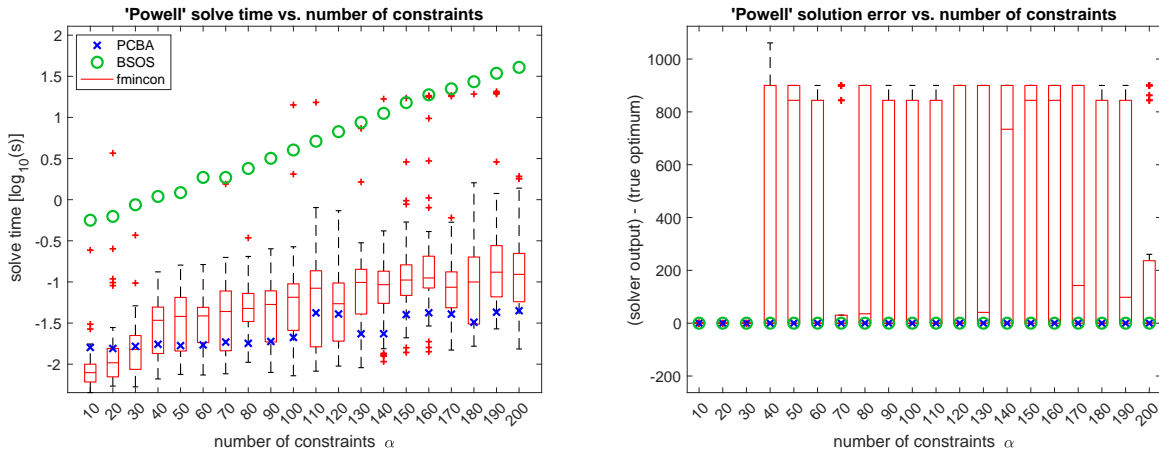 'Powell' solve time vs. number of constraints
2
1.5
1
0.5
0
-0.5
-1
-1.5
-2
solve time [log10(s)]
PCBA
BSOS
fmincon
10 20 30 40 50 60 70 80 90 100 110 120 130 140 150 160 170 180 190 200
number of constraints α
'Powell' solution error vs. number of constraints
1000
800
600
400
200
0
-200
(solver output) - (true optimum)
10 20 30 40 50 60 70 80 90 100 110 120 130 140 150 160 170 180 190 200
number of constraints α